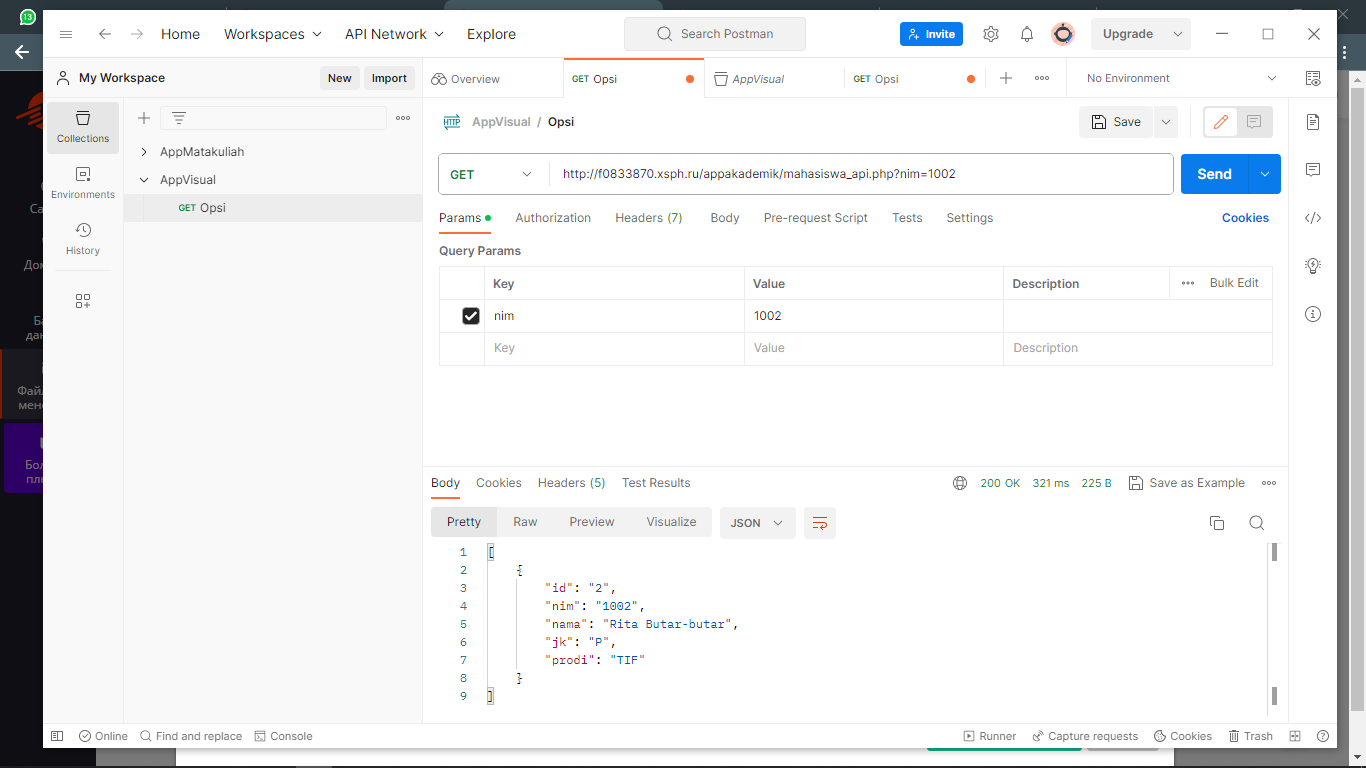 13
Home
Workspaces
API Network
Explore
Search Postman
Invite
Upgrade
My Workspace
New
Import
Overview
GET Opsi
AppVisual
GET Opsi
No Environment
Collections
Environments
History
AppMatakuliah
AppVisual
GET Opsi
HTTP
AppVisual / Opsi
Save
GET
http://f0833870.xsph.ru/appakademik/mahasiswa_api.php?nim=1002
Send
Params
Authorization
Headers (7)
Body
Pre-request Script
Tests
Settings
Cookies
Query Params
Key Value Description
Bulk Edit
nim 1002
Key Value Description
Body
Cookies
Headers (5)
Test Results
200 OK
321 ms
225 B
Save as Example
Pretty
Raw
Preview
Visualize
JSON
1 [
2 {
3 "id": "2",
4 "nim": "1002",
5 "nama": "Rita Butar-butar",
6 "jk": "P",
7 "prodi": "TIF"
8 }
9 ]
Online
Find and replace
Console
Runner
Capture requests
Cookies
Trash